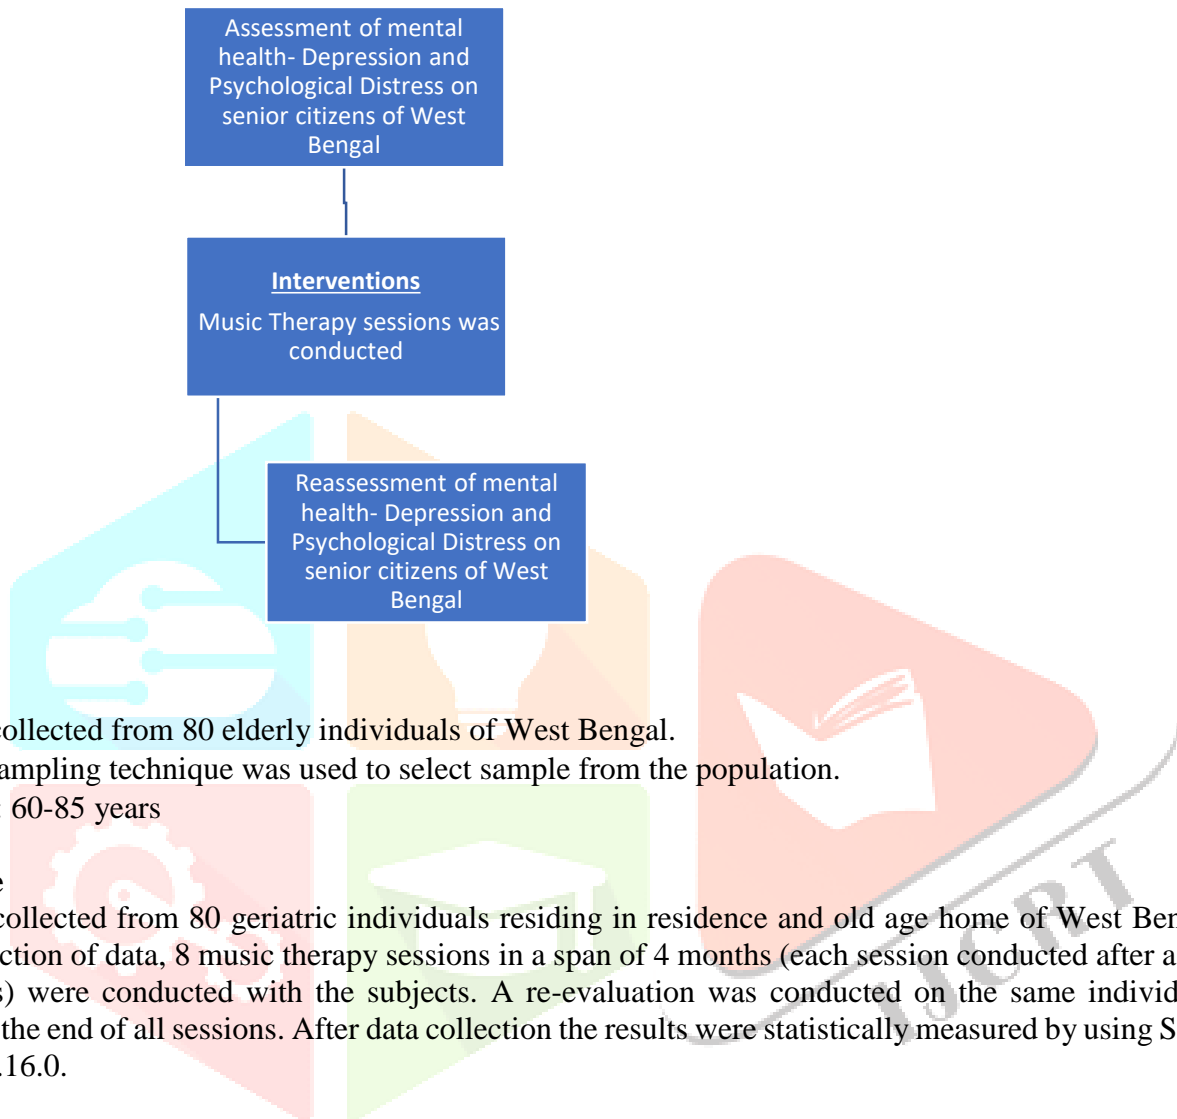 Assessment of mental
health- Depression and
Psychological Distress on
senior citizens of West
Bengal
Interventions
Music Therapy sessions was
conducted
Reassessment of mental
health- Depression and
Psychological Distress on
senior citizens of West
Bengal
collected from 80 elderly individuals of West Bengal.
ampling technique was used to select sample from the population.
: 60-85 years
e
collected from 80 geriatric individuals residing in residence and old age home of West Ben
ction of data, 8 music therapy sessions in a span of 4 months (each session conducted after a
s) were conducted with the subjects. A re-evaluation was conducted on the same individ
the end of all sessions. After data collection the results were statistically measured by using S
.16.0.
IJCRT